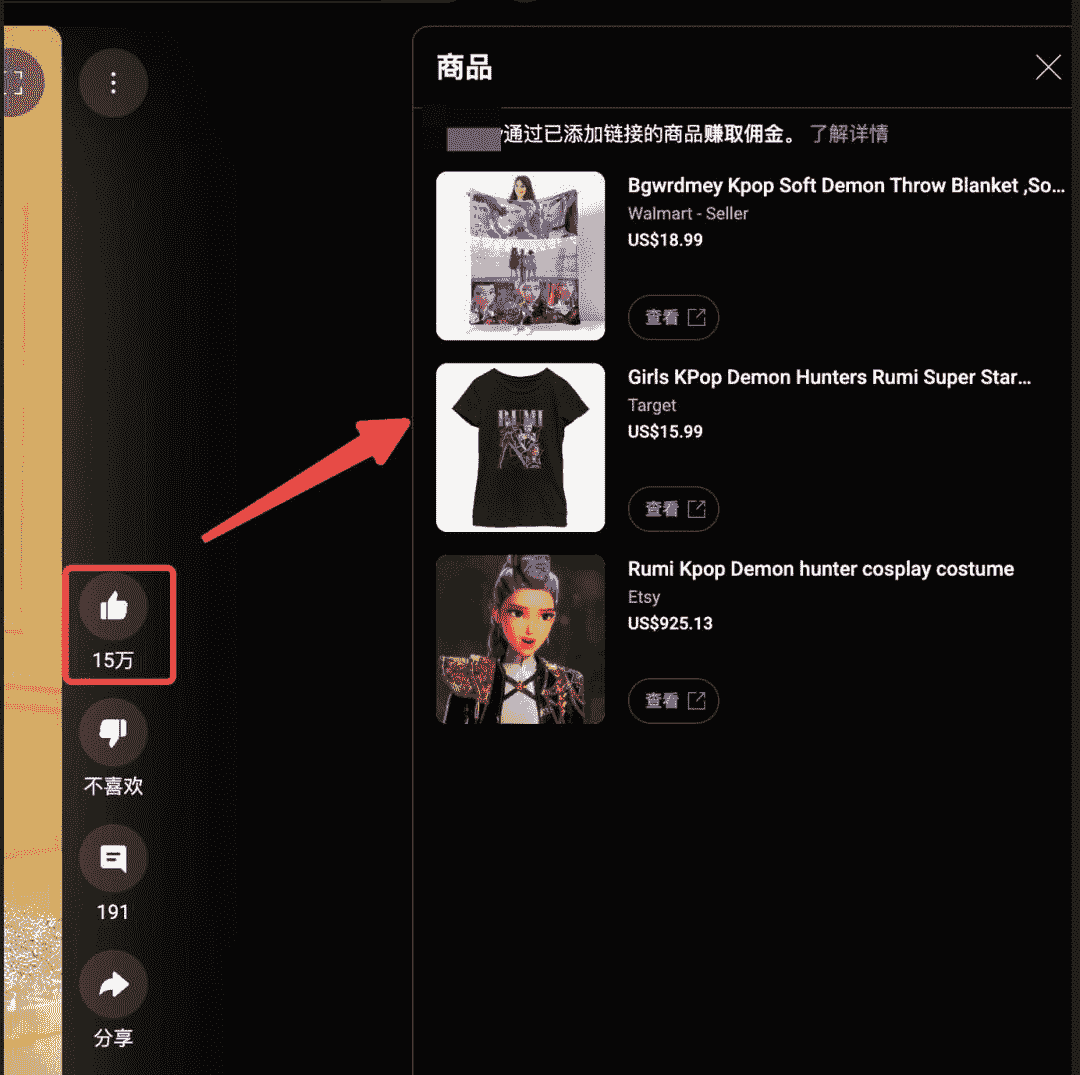 商品
通过已添加链接的商品赚取佣金。 了解详情
Bgwrdmey Kpop Soft Demon Throw Blanket ,So...
Walmart - Seller
US$18.99
查看
RUMI
Girls KPop Demon Hunters Rumi Super Star...
Target
US$15.99
查看
Rumi Kpop Demon hunter cosplay costume
Etsy
US$925.13
查看
15万
不喜欢
191
分享